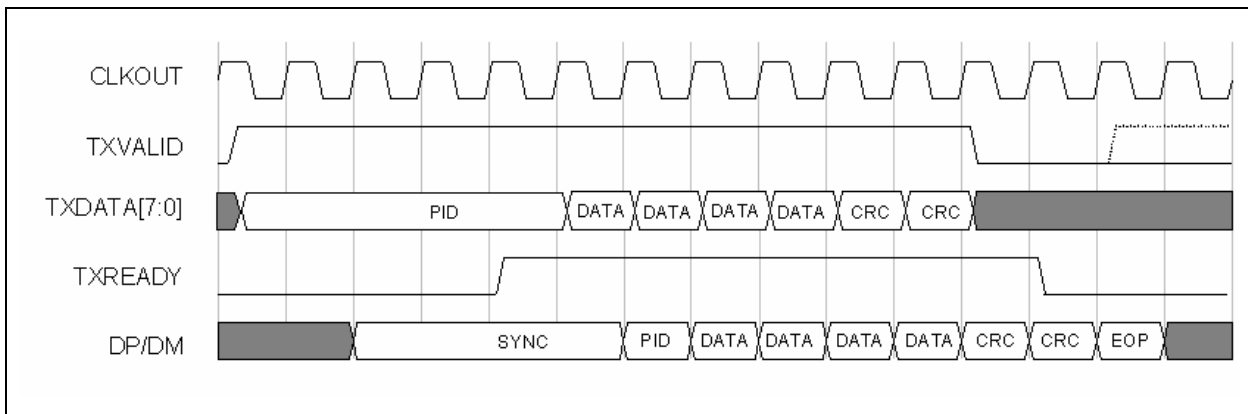 CLKOUT
TXVALID
TXDATA[7:0] PID DATA DATA DATA DATA CRC CRC
TXREADY
DP/DM SYNC PID DATA DATA DATA DATA CRC CRC EOP